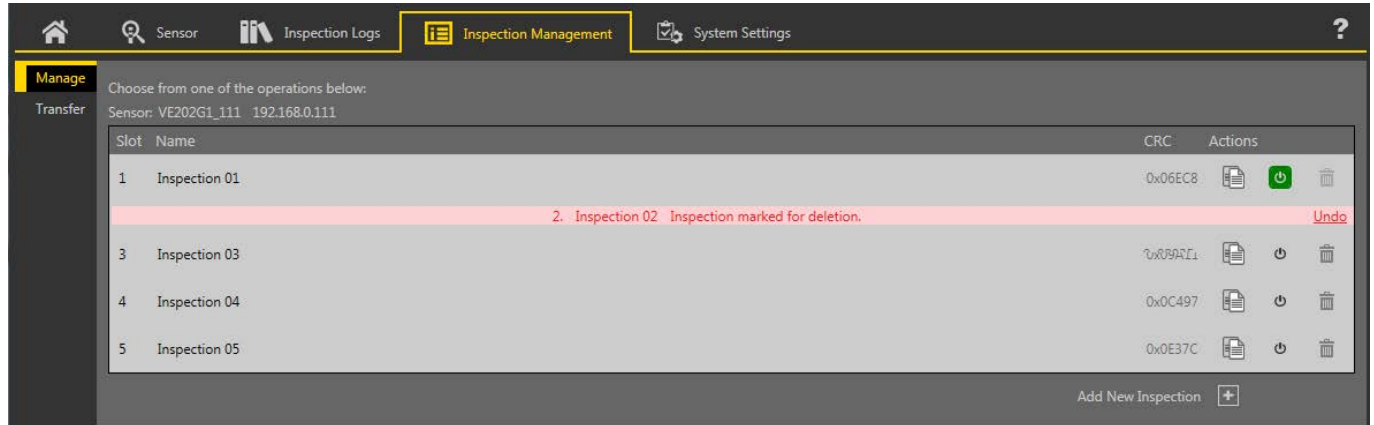 Sensor Inspection Logs Inspection Management System Settings ?
Manage
Transfer
Choose from one of the operations below:
Sensor: VE202G1_111 192.168.0.111
Slot Name CRC Actions
1 Inspection 01 0x06EC8
2. Inspection 02 Inspection marked for deletion. Undo
3 Inspection 03
4 Inspection 04 0x0C497
5 Inspection 05 0x0E37C
Add New Inspection +